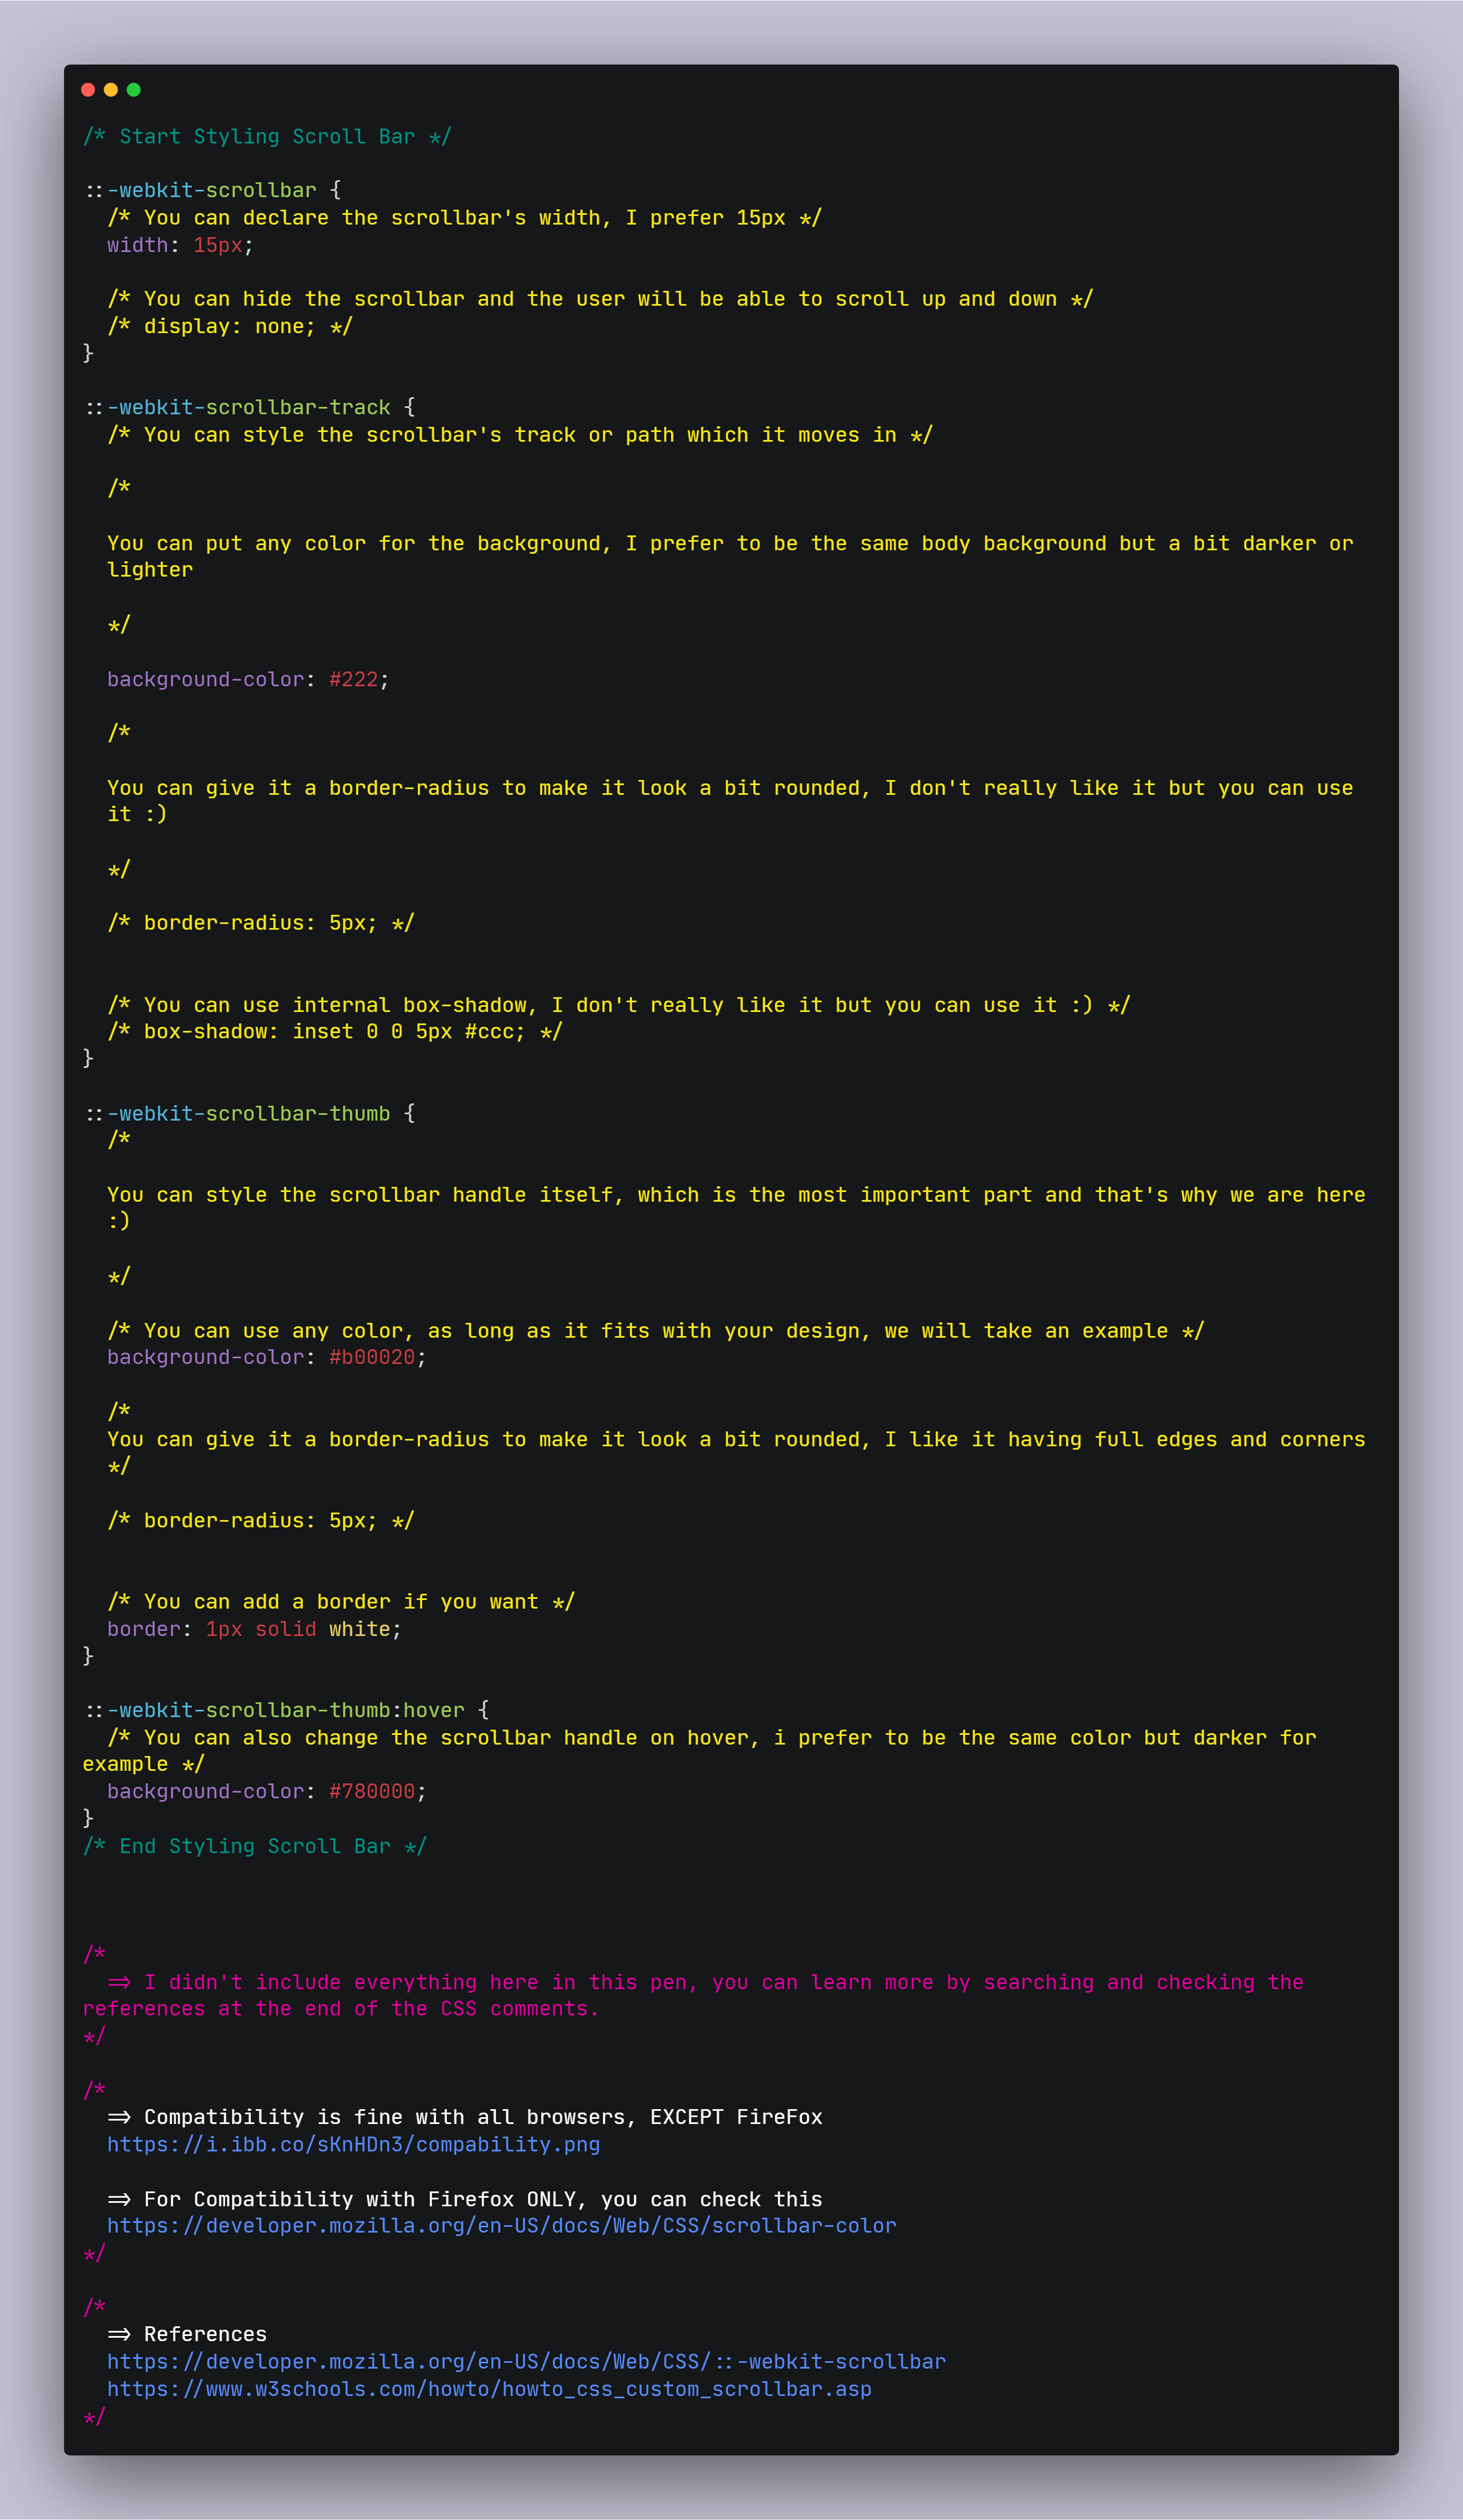 /* Start Styling Scroll Bar */
::-webkit-scrollbar {
/* You can declare the scrollbar's width, I prefer 15px */
width: 15px;
/* You can hide the scrollbar and the user will be able to scroll up and down */
/* display: none; */
}
::-webkit-scrollbar-track {
/* You can style the scrollbar's track or path which it moves in */
/*
You can put any color for the background, I prefer to be the same body background but a bit darker or
lighter
*/
background-color: #222;
/*
You can give it a border-radius to make it look a bit rounded, I don't really like it but you can use
it :)
*/
/* border-radius: 5px; */
/* You can use internal box-shadow, I don't really like it but you can use it :) */
/* box-shadow: inset 0 0 5px #ccc; */
}
::-webkit-scrollbar-thumb {
/*
You can style the scrollbar handle itself, which is the most important part and that's why we are here
:)
*/
/* You can use any color, as long as it fits with your design, we will take an example */
background-color: #b00020;
/*
You can give it a border-radius to make it look a bit rounded, I like it having full edges and corners
*/
/* border-radius: 5px; */
/* You can add a border if you want */
border: 1px solid white;
}
::-webkit-scrollbar-thumb:hover {
/* You can also change the scrollbar handle on hover, i prefer to be the same color but darker for
example */
background-color: #780000;
}
/* End Styling Scroll Bar */
/*
=> I didn't include everything here in this pen, you can learn more by searching and checking the
references at the end of the CSS comments.
*/
/*
=> Compatibility is fine with all browsers, EXCEPT FireFox
https://i.ibb.co/sKnHDn3/compability.png
=> For Compatibility with Firefox ONLY, you can check this
https://developer.mozilla.org/en-US/docs/Web/CSS/scrollbar-color
*/
/*
=> References
https://developer.mozilla.org/en-US/docs/Web/CSS/::-webkit-scrollbar
https://www.w3schools.com/howto/howto_css_custom_scrollbar.asp
*/